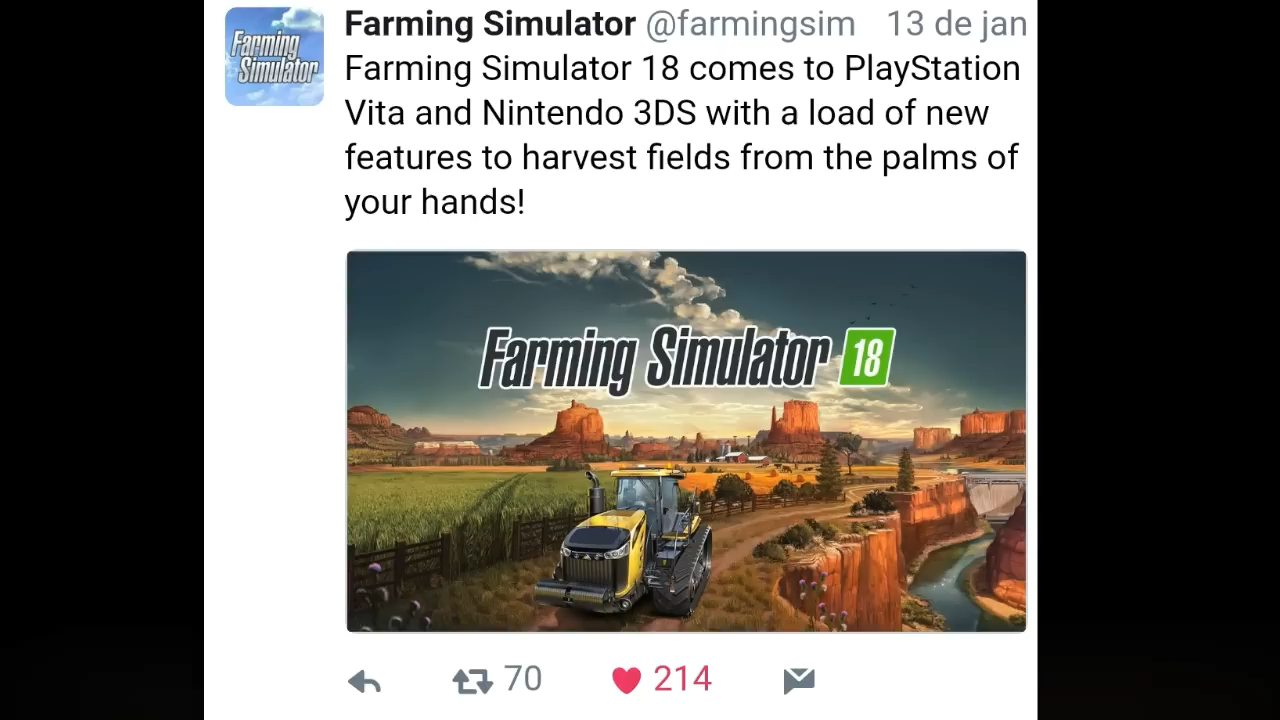 Farming Simulator
Farming Simulator @farmingsim 13 de jan
Farming Simulator 18 comes to PlayStation
Vita and Nintendo 3DS with a load of new
features to harvest fields from the palms of
your hands!
Farming Simulator 18
70 214